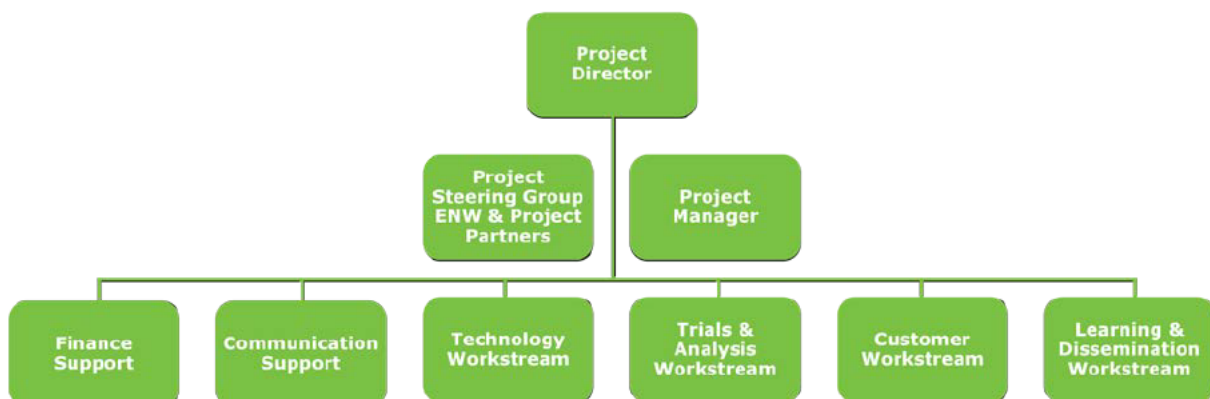 Project
Director
Project
Steering Group
ENW & Project
Partners
Project
Manager
Finance
Support
Communication
Support
Technology
Workstream
Trials &
Analysis
Workstream
Customer
Workstream
Learning &
Dissemination
Workstream